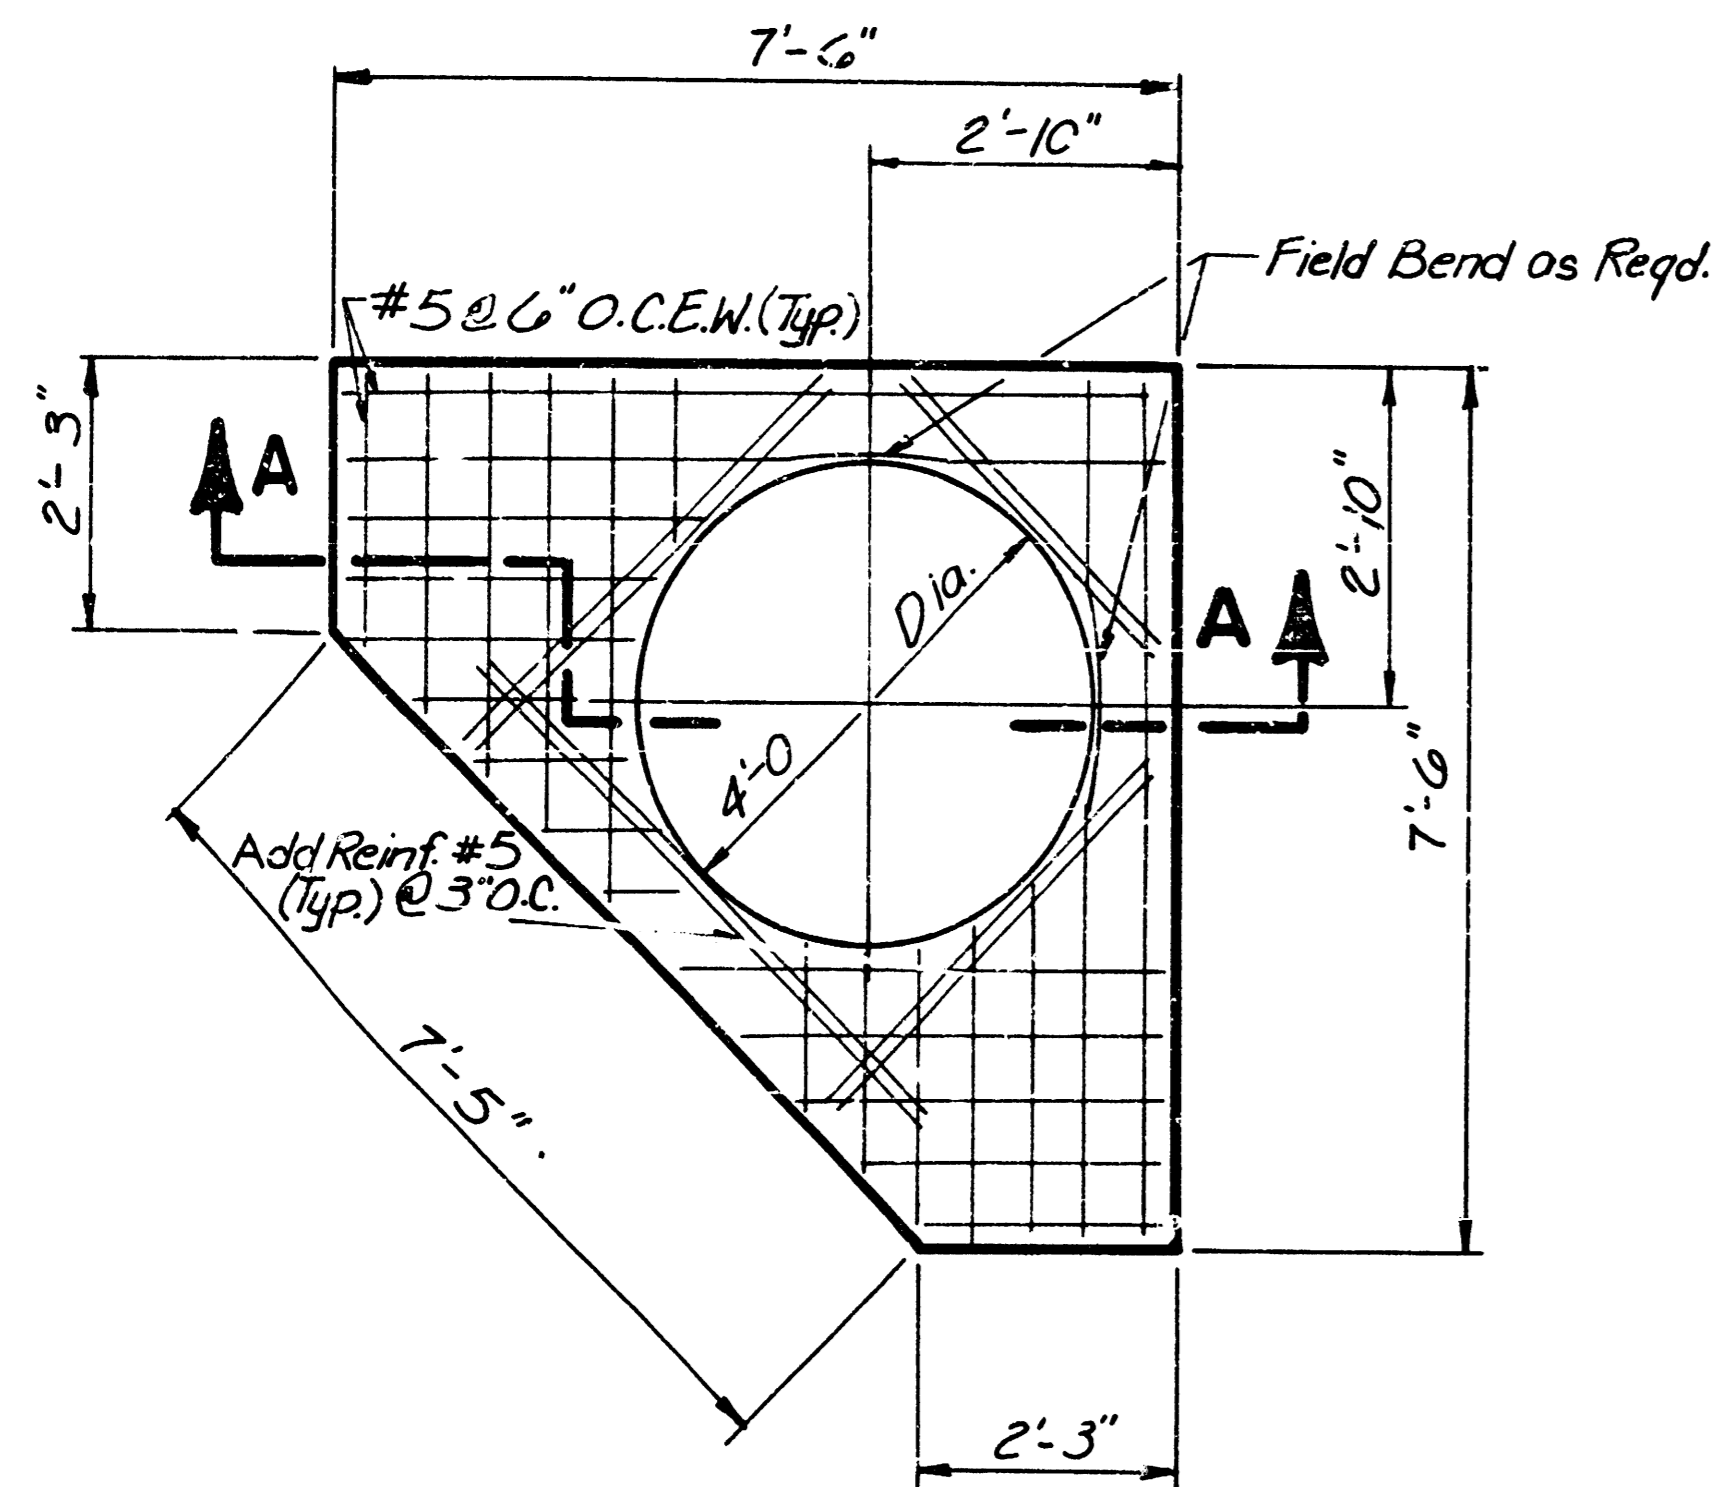 7'-6"
2'-10"
Field Bend as Reqd.
#5 @ 6" O.C.E.W. (Typ.)
2'-3"
A
2'-10"
Dia.
A
4'-0
7'-6"
Add Reinf. #5
(Typ.) @ 3" O.C.
7'-5"
2'-3"